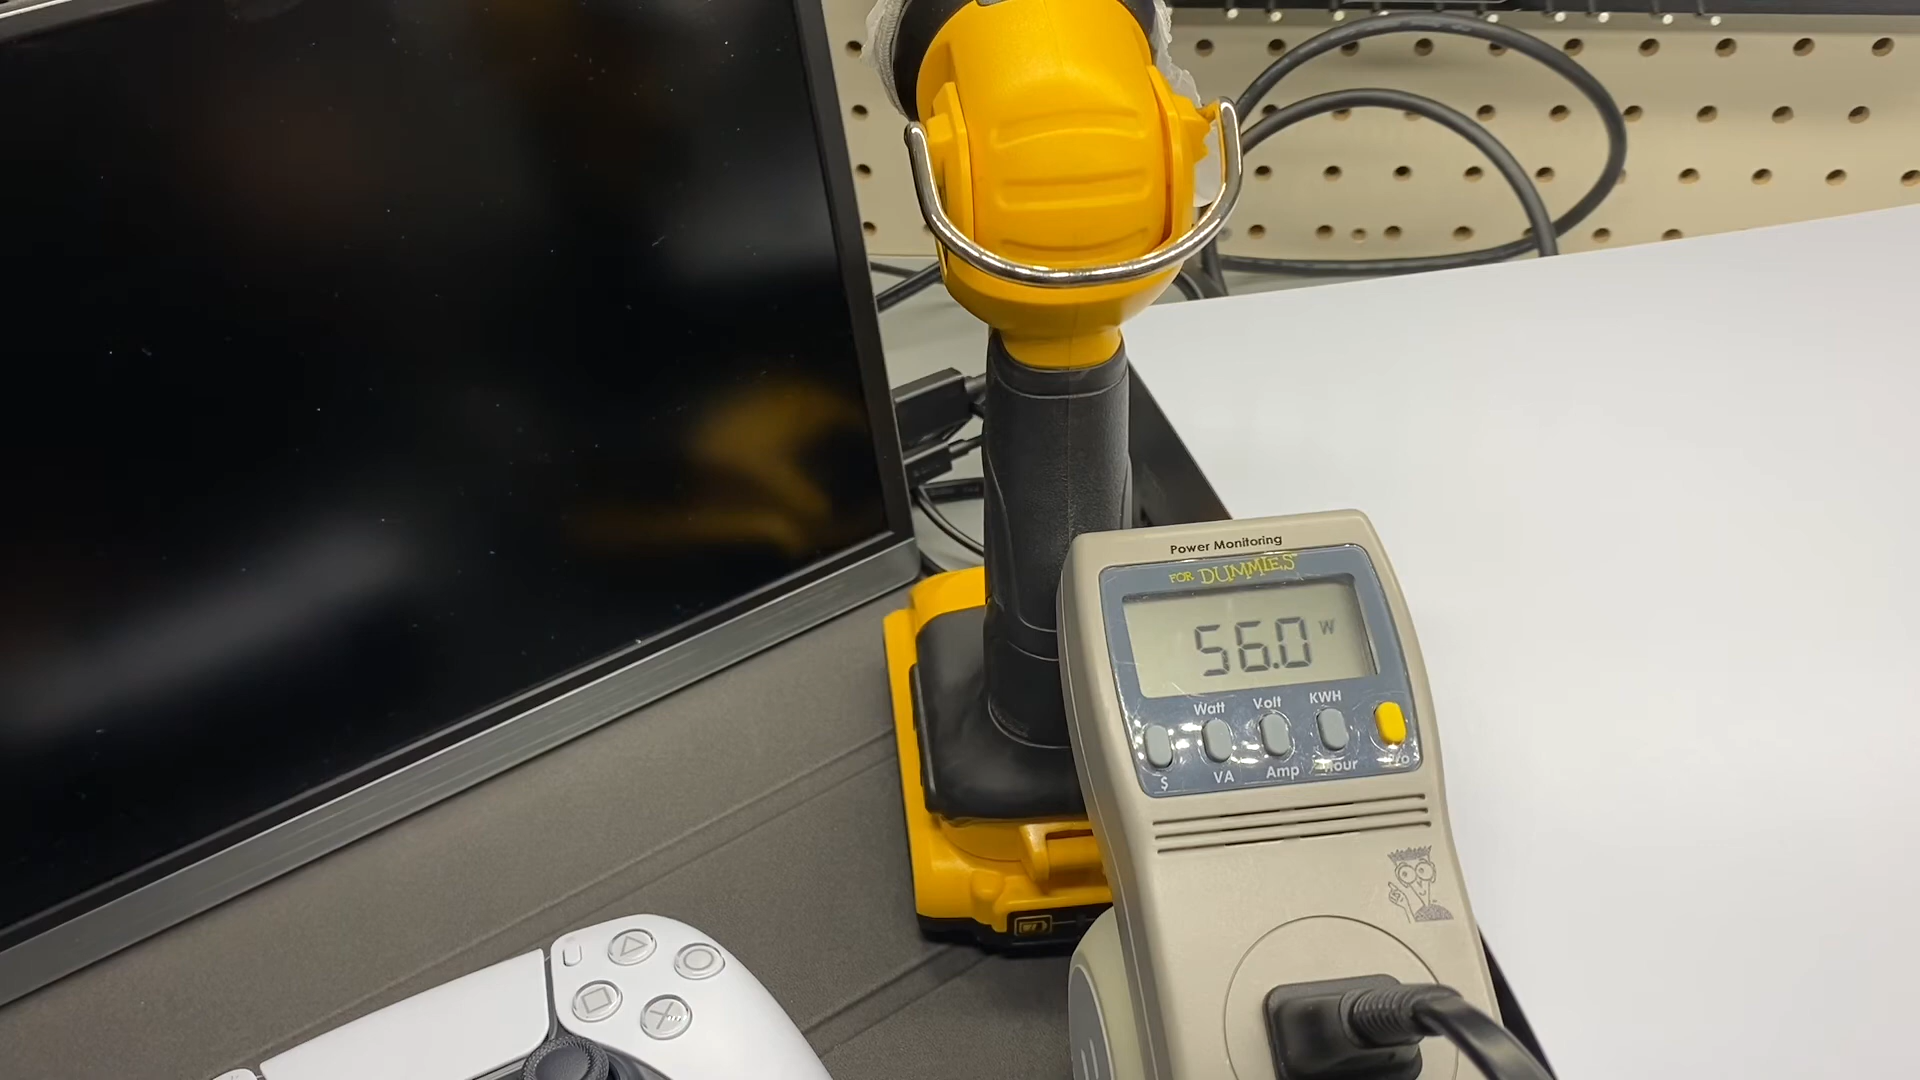 Power Monitoring
FOR DUMMIES
56.0 W
Watt Volt KWH
$ VA Amp Hour